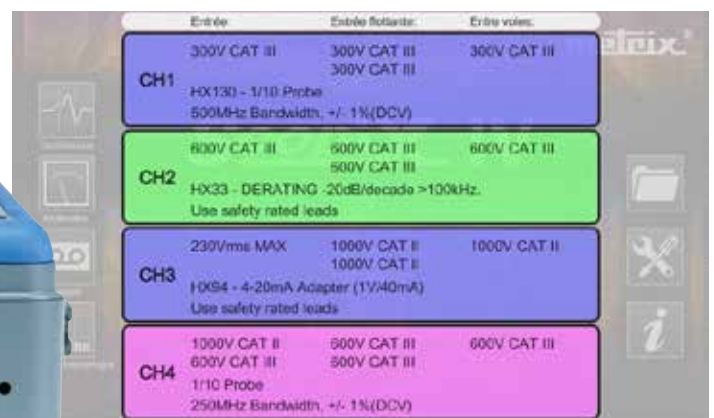 Entrée: Entrée flottante: Entre voies:
CH1
300V CAT III 300V CAT III 300V CAT III
300V CAT III
HX130 - 1/10 Probe
500MHz Bandwidth, +/- 1%(DCV)
CH2
600V CAT III 600V CAT III 600V CAT III
600V CAT III
HX33 - DERATING -20dB/decade >100kHz.
Use safety rated leads
CH3
230Vrms MAX 1000V CAT II 1000V CAT II
1000V CAT II
HX94 - 4-20mA Adapter (1V/40mA)
Use safety rated leads
CH4
1000V CAT II 600V CAT III 600V CAT III
600V CAT III 600V CAT III
1/10 Probe
250MHz Bandwidth, +/- 1%(DCV)